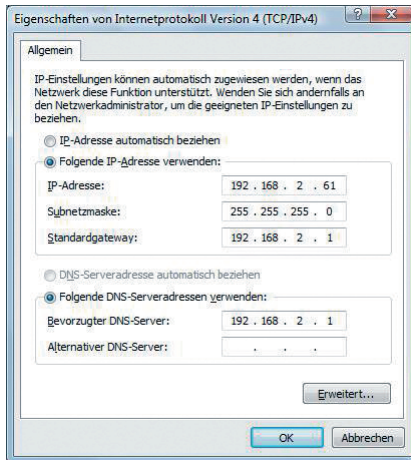 Eigenschaften von Internetprotokoll Version 4 (TCP/IPv4)
Allgemein
IP-Einstellungen können automatisch zugewiesen werden, wenn das
Netzwerk diese Funktion unterstützt. Wenden Sie sich andernfalls an
den Netzwerkadministrator, um die geeigneten IP-Einstellungen zu
beziehen.
IP-Adresse automatisch beziehen
Folgende IP-Adresse verwenden:
IP-Adresse: 192 . 168 . 2 . 61
Subnetzmaske: 255 . 255 . 255 . 0
Standardgateway: 192 . 168 . 2 . 1
DNS-Serveradresse automatisch beziehen
Folgende DNS-Serveradressen verwenden:
Bevorzugter DNS-Server: 192 . 168 . 2 . 1
Alternativer DNS-Server: . . .
Erweitert...
OK Abbrechen